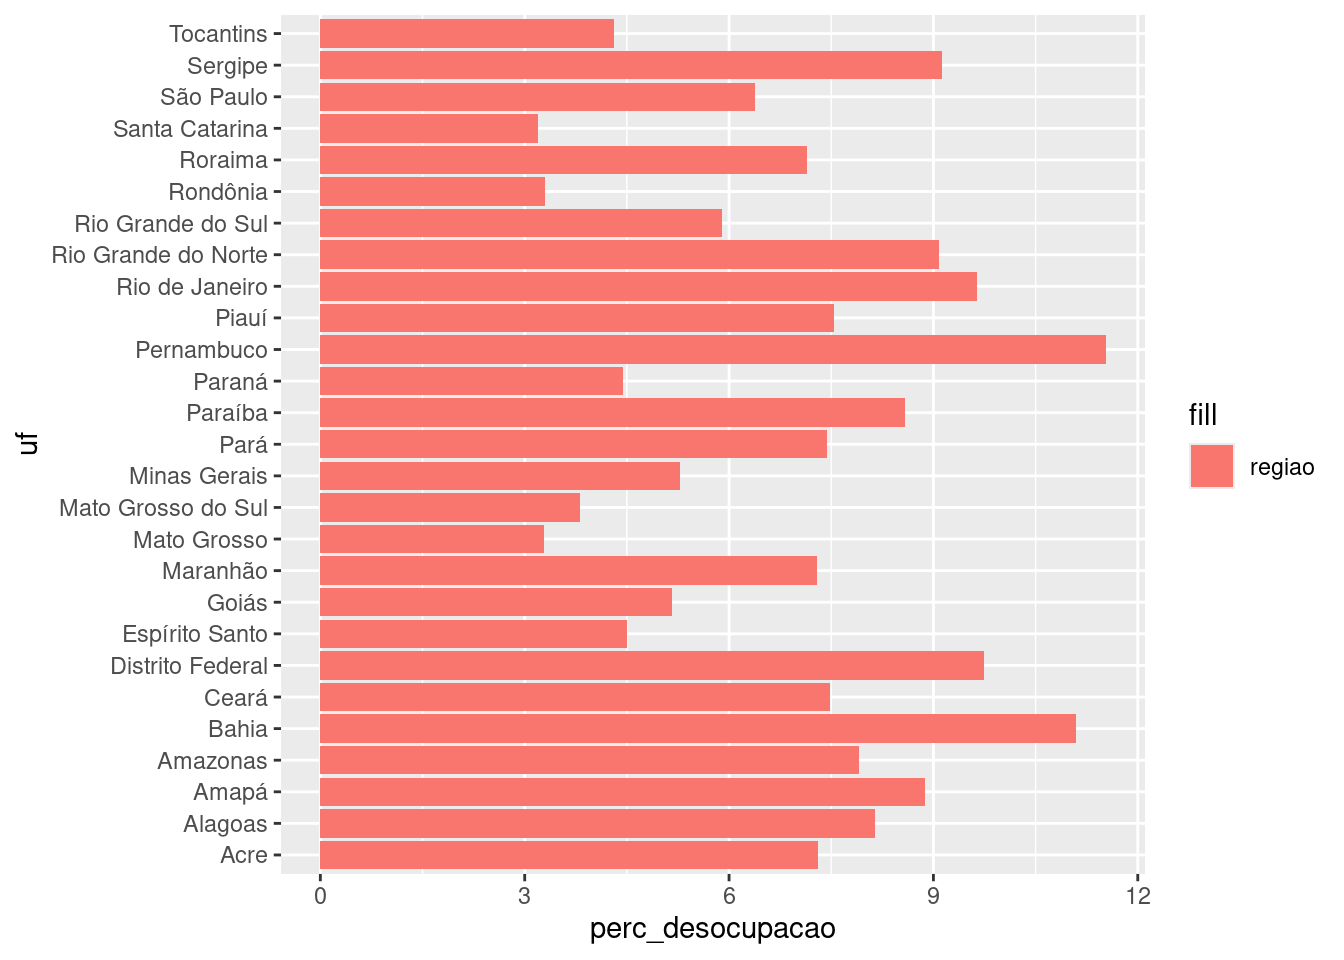 Tocantins
Sergipe
São Paulo
Santa Catarina
Roraima
Rondônia
Rio Grande do Sul
Rio Grande do Norte
Rio de Janeiro
Piauí
Pernambuco
Paraná
Paraíba
Pará
Minas Gerais
Mato Grosso do Sul
Mato Grosso
Maranhão
Goiás
Espírito Santo
Distrito Federal
Ceará
Bahia
Amazonas
Amapá
Alagoas
Acre
uf
0 3 6 9 12
perc_desocupacao
fill
regiao